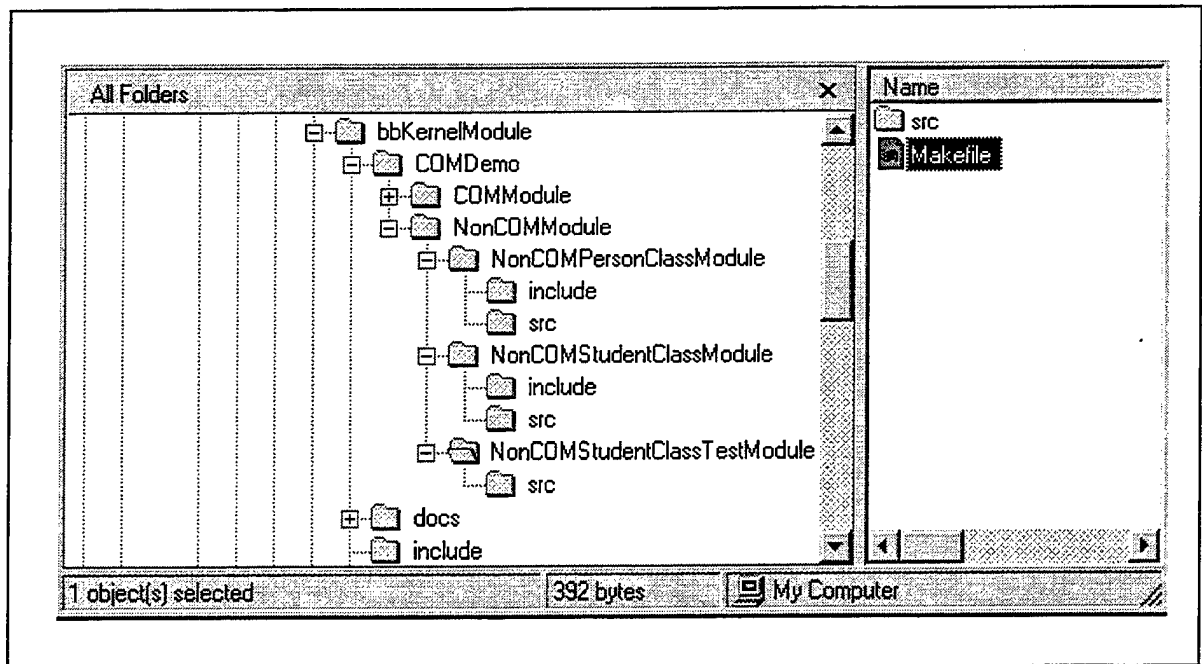 All Folders
bbKernelModule
COMDemo
COMModule
NonCOMModule
NonCOMPersonClassModule
include
src
NonCOMStudentClassModule
include
src
NonCOMStudentClassTestModule
src
docs
include
Name
src
Makefile
1 object(s) selected
392 bytes
My Computer